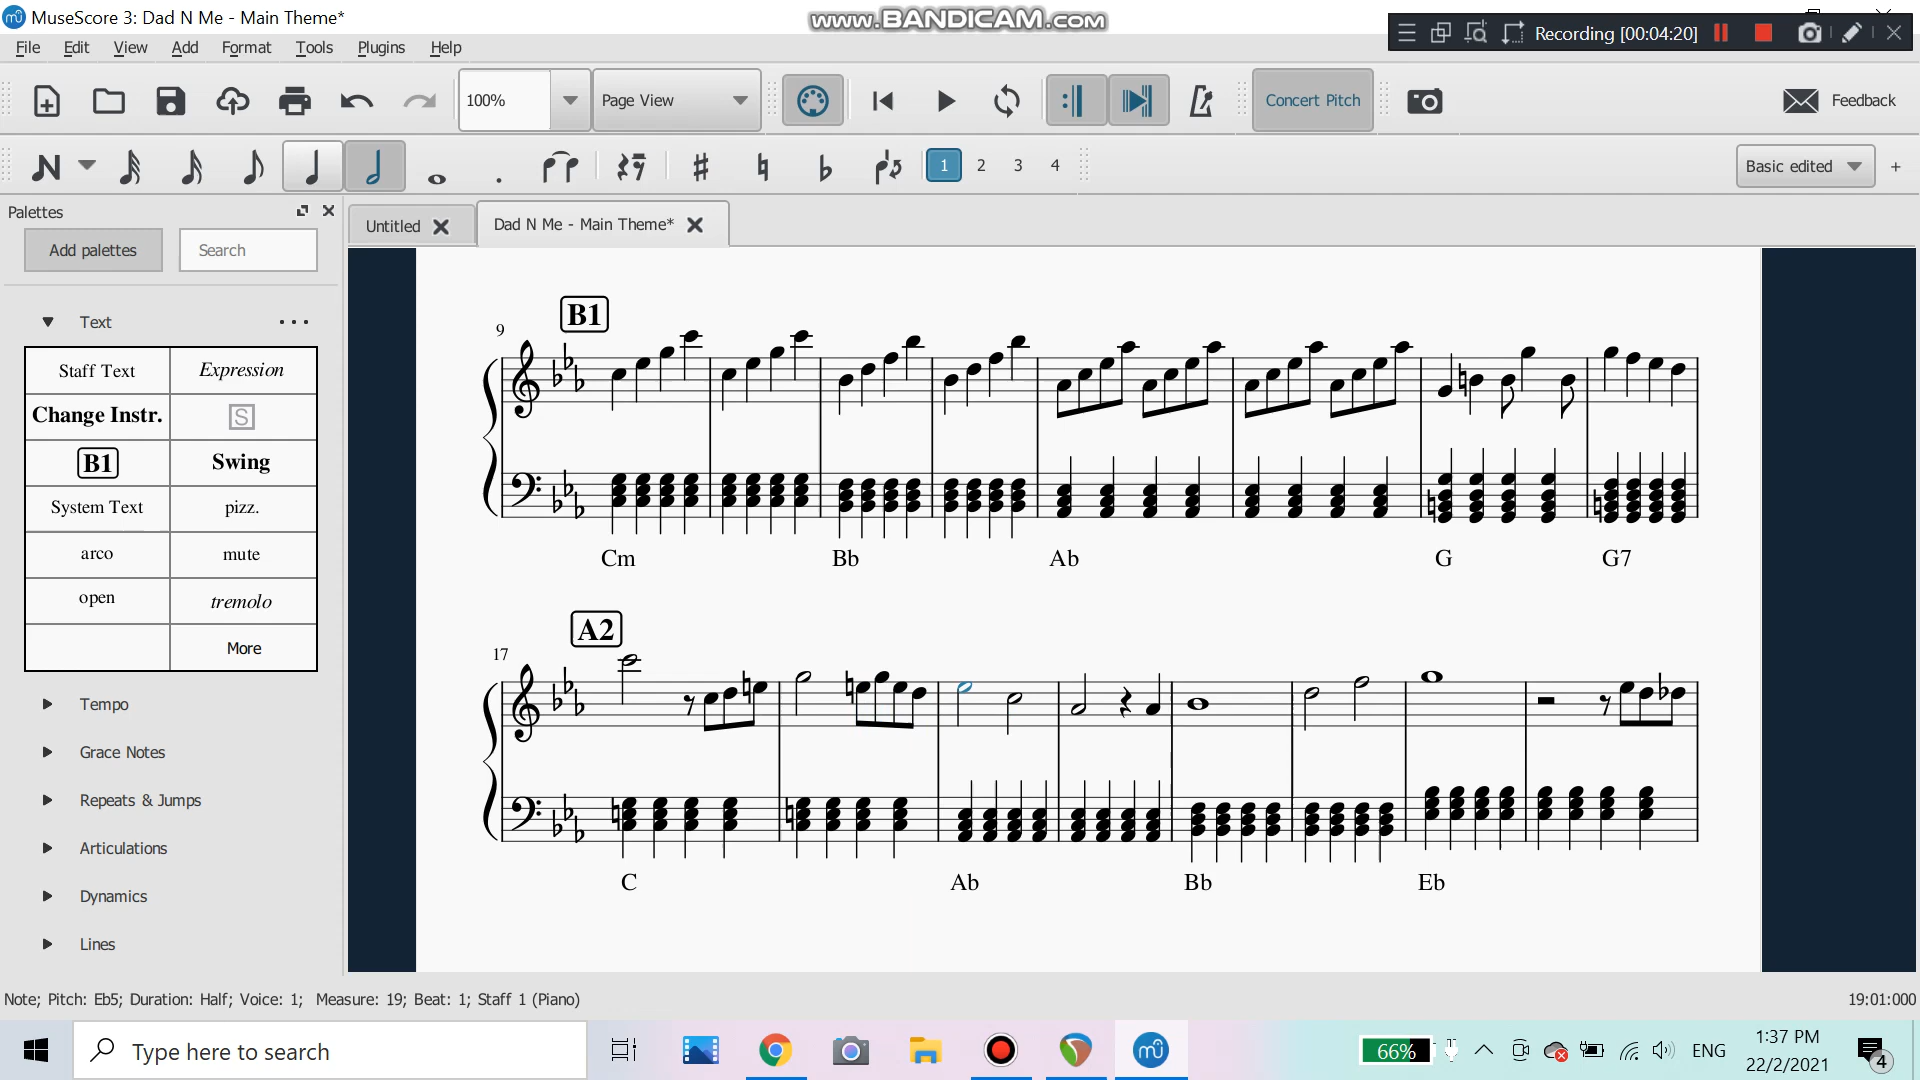 MuseScore 3: Dad N Me - Main Theme*
www.BANDICAM.com
Recording [00:04:20]
File Edit View Add Format Tools Plugins Help
100%
Page View
Concert Pitch
Feedback
1 2 3 4
Basic edited
+
Palettes
Untitled
Dad N Me - Main Theme*
Add palettes
Search
Text
Staff Text
Expression
Change Instr.
S
B1
Swing
System Text
pizz.
arco
mute
open
tremolo
More
Tempo
Grace Notes
Repeats & Jumps
Articulations
Dynamics
Lines
B1
9
Cm Bb Ab G G7
A2
17
C Ab Bb Eb
Note; Pitch: Eb5; Duration: Half; Voice: 1; Measure: 19; Beat: 1; Staff 1 (Piano)
19:01:000
Type here to search
66%
ENG
1:37 PM
22/2/2021
4